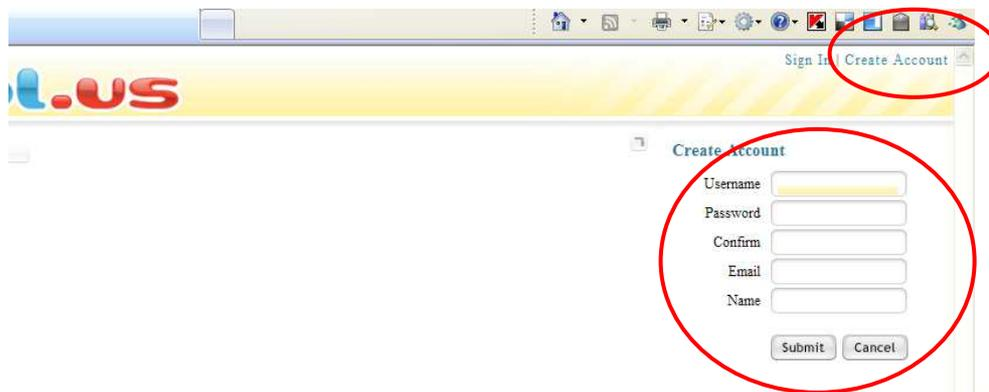 Sign In | Create Account
l.us
Create Account
Username
Password
Confirm
Email
Name
Submit Cancel